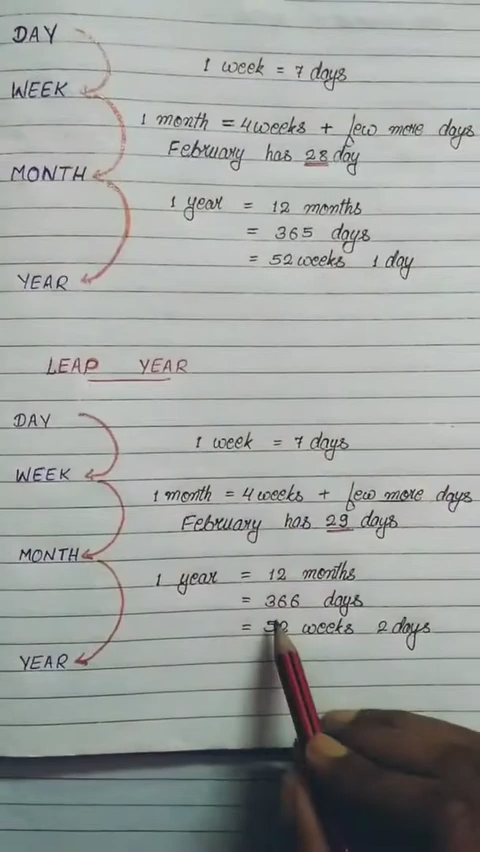 DAY
1 week = 7 days
WEEK
1 month = 4 weeks + few more days
February has 28 day
MONTH
1 year = 12 months
= 365 days
= 52 weeks 1 day
YEAR
LEAP YEAR
DAY
1 week = 7 days
WEEK
1 month = 4 weeks + few more days
February has 29 days
MONTH
1 year = 12 months
= 366 days
= 52 weeks 2 days
YEAR